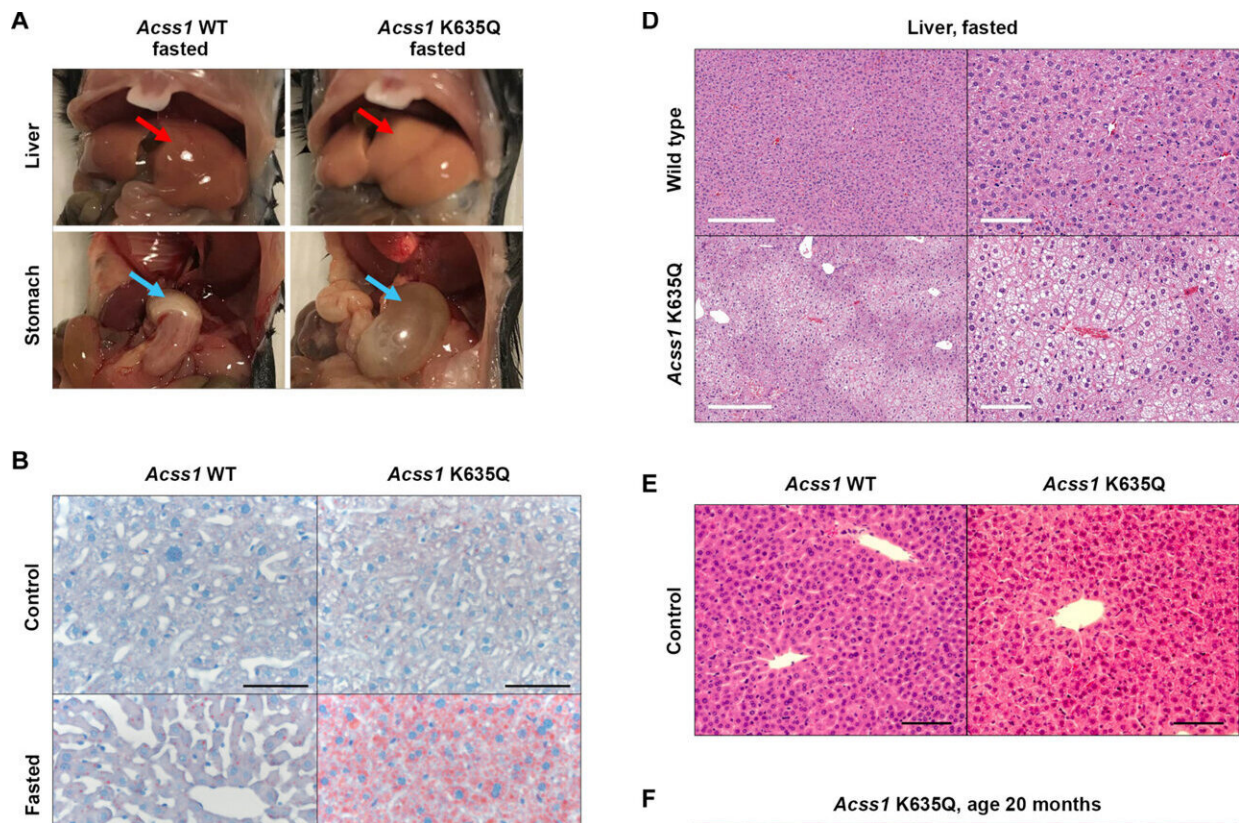 A
Acss1 WT
fasted
Acss1 K635Q
fasted
Liver
Stomach
B
Acss1 WT
Acss1 K635Q
Control
Fasted
D
Liver, fasted
Wild type
Acss1 K635Q
E
Acss1 WT
Acss1 K635Q
Control
F
Acss1 K635Q, age 20 months